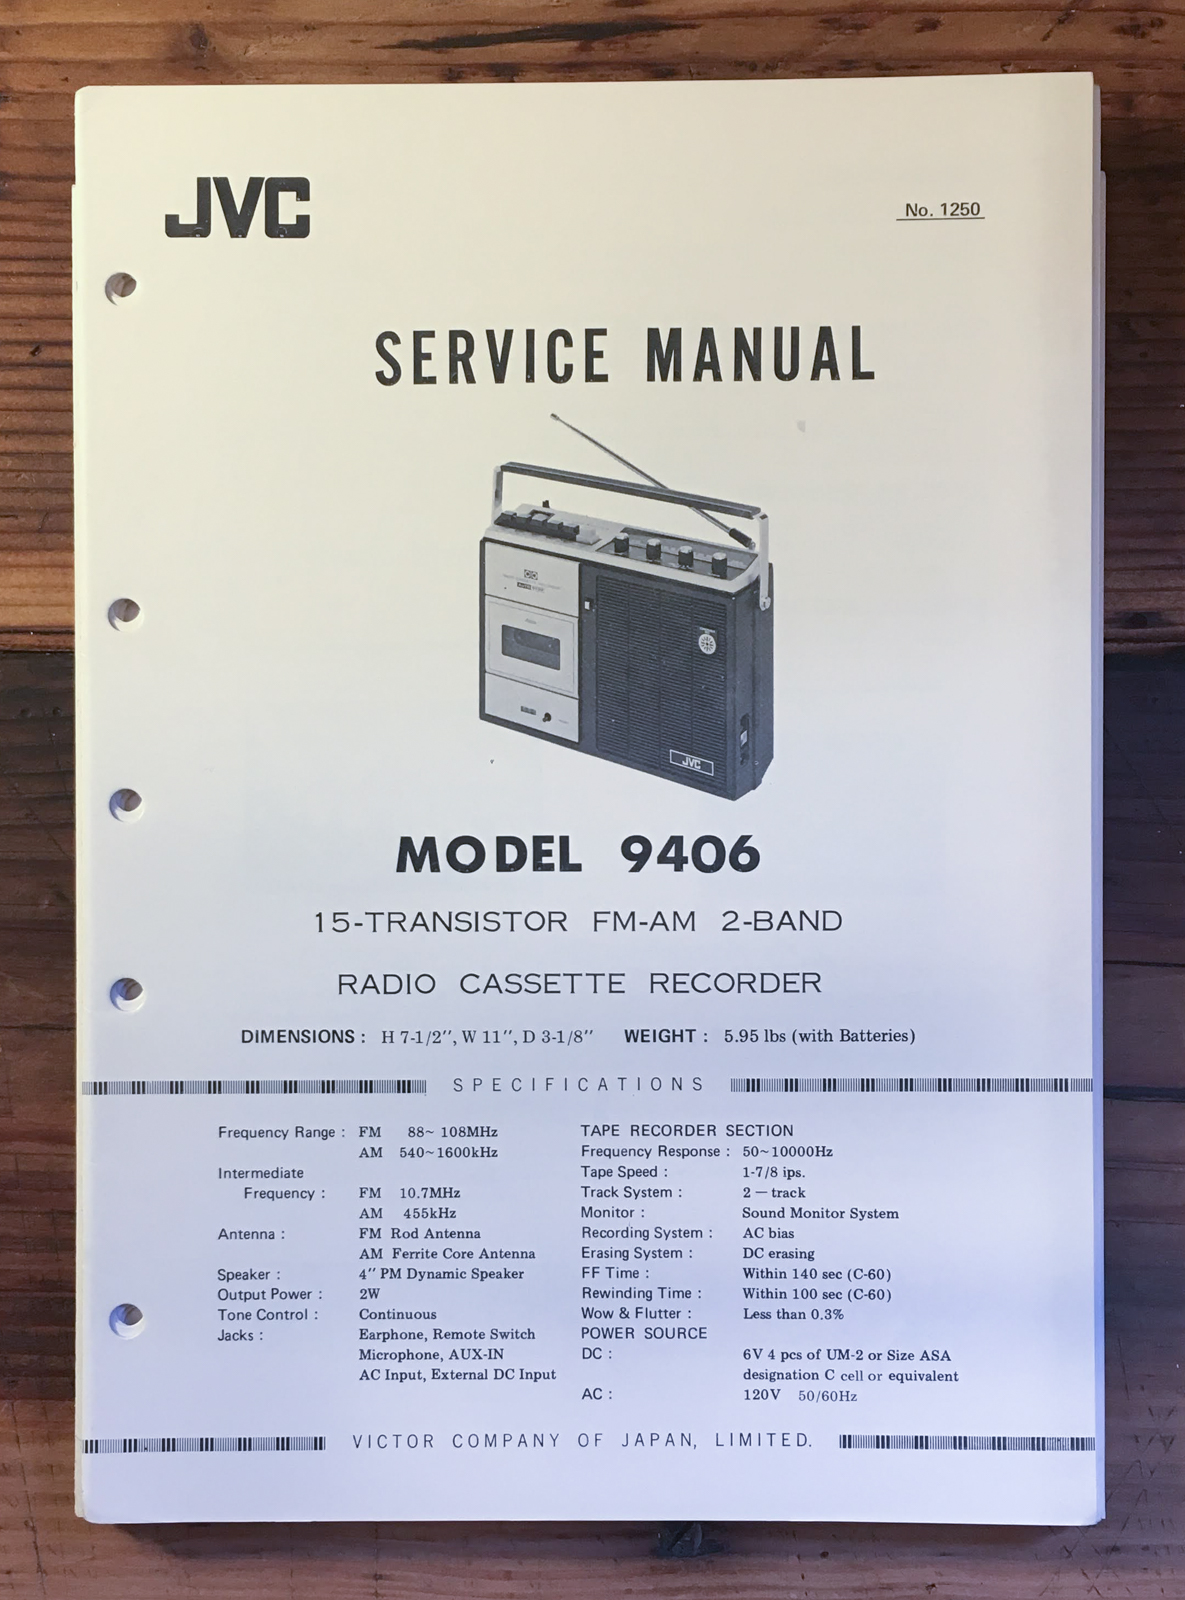 JVC
No. 1250
SERVICE MANUAL
JVC
MODEL 9406
15-TRANSISTOR FM-AM 2-BAND
RADIO CASSETTE RECORDER
DIMENSIONS : H 7-1/2″, W 11″, D 3-1/8″ WEIGHT : 5.95 lbs (with Batteries)
SPECIFICATIONS
Frequency Range : FM 88~ 108MHz
AM 540~1600kHz
Intermediate
Frequency : FM 10.7MHz
AM 455kHz
Antenna : FM Rod Antenna
AM Ferrite Core Antenna
Speaker : 4″ PM Dynamic Speaker
Output Power : 2W
Tone Control : Continuous
Jacks : Earphone, Remote Switch
Microphone, AUX-IN
AC Input, External DC Input
TAPE RECORDER SECTION
Frequency Response : 50~10000Hz
Tape Speed : 1-7/8 ips.
Track System : 2 — track
Monitor : Sound Monitor System
Recording System : AC bias
Erasing System : DC erasing
FF Time : Within 140 sec (C-60)
Rewinding Time : Within 100 sec (C-60)
Wow & Flutter : Less than 0.3%
POWER SOURCE
DC : 6V 4 pcs of UM-2 or Size ASA
designation C cell or equivalent
AC : 120V 50/60Hz
VICTOR COMPANY OF JAPAN, LIMITED.